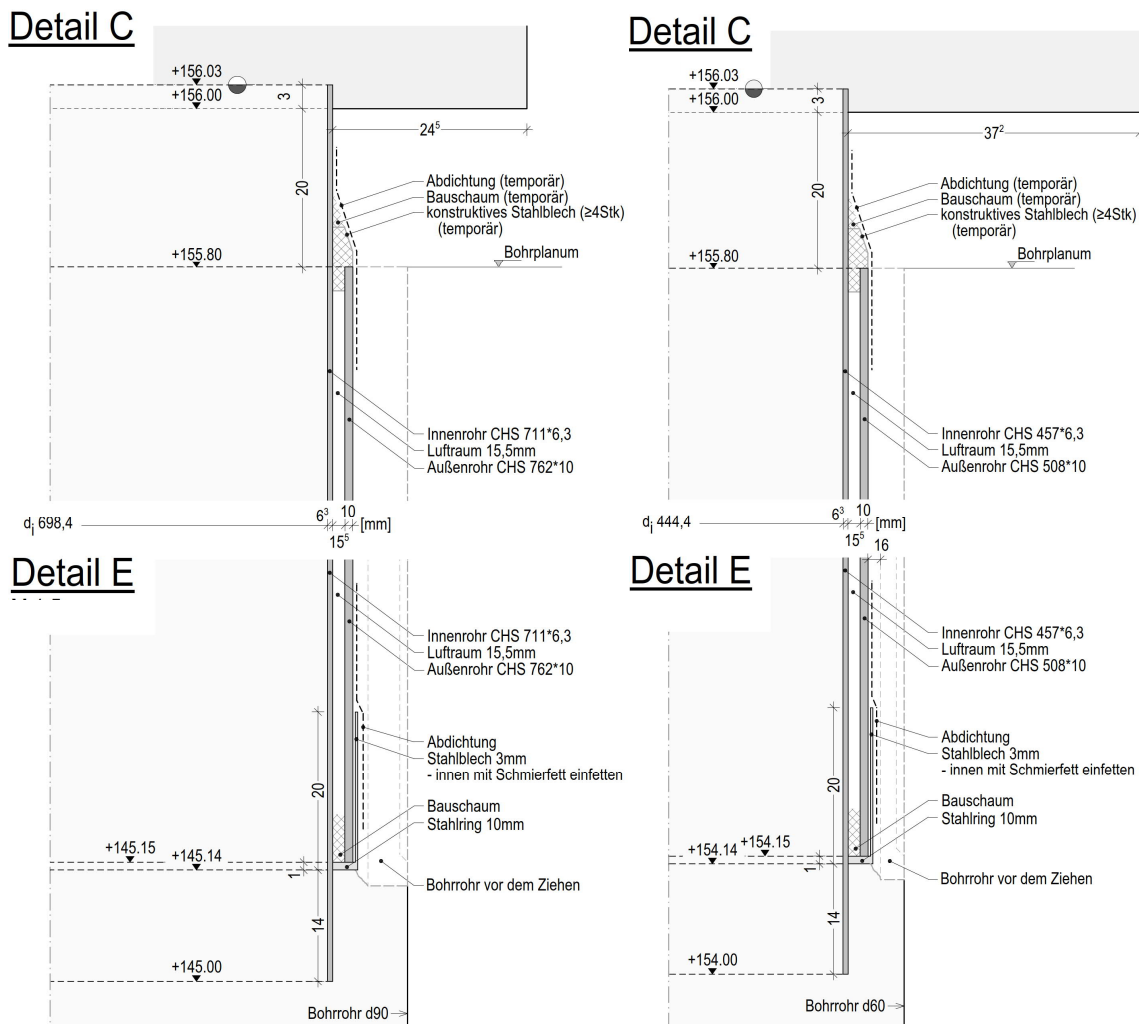 Detail C
+156.03
+156.00
3
24⁵
20
Abdichtung (temporär)
Bauschaum (temporär)
konstruktives Stahlblech (≥4Stk)
(temporär)
+155.80
Bohrplanum
Innenrohr CHS 711*6,3
Luftraum 15,5mm
Außenrohr CHS 762*10
di 698,4
6³
10
[mm]
15⁵
Detail E
Innenrohr CHS 711*6,3
Luftraum 15,5mm
Außenrohr CHS 762*10
Abdichtung
Stahlblech 3mm
- innen mit Schmierfett einfetten
20
Bauschaum
Stahlring 10mm
+145.15
+145.14
1
Bohrrohr vor dem Ziehen
14
+145.00
Bohrrohr d90
Detail C
+156.03
+156.00
3
37²
20
Abdichtung (temporär)
Bauschaum (temporär)
konstruktives Stahlblech (≥4Stk)
(temporär)
+155.80
Bohrplanum
Innenrohr CHS 457*6,3
Luftraum 15,5mm
Außenrohr CHS 508*10
di 444,4
6³
10
[mm]
15⁵
16
Detail E
Innenrohr CHS 457*6,3
Luftraum 15,5mm
Außenrohr CHS 508*10
Abdichtung
Stahlblech 3mm
- innen mit Schmierfett einfetten
20
Bauschaum
Stahlring 10mm
+154.14
+154.15
1
Bohrrohr vor dem Ziehen
14
+154.00
Bohrrohr d60